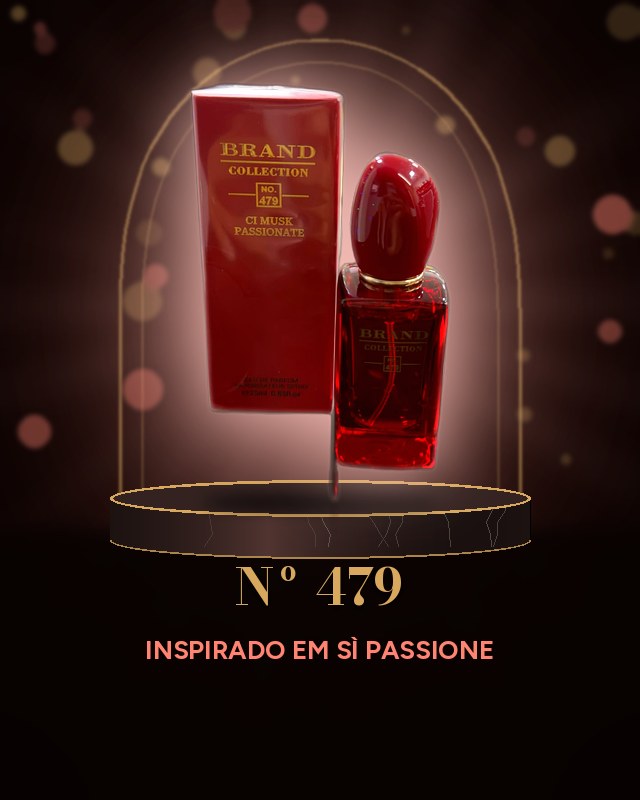 BRAND
COLLECTION
NO.
479
CI MUSK
PASSIONATE
BRAND
COLLECTION
Nº 479
INSPIRADO EM SÌ PASSIONE